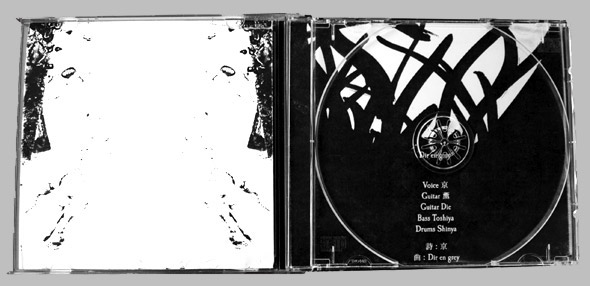 Dir en grey
Voice 京
Guitar 薫
Guitar Die
Bass Toshiya
Drums Shinya
詩：京
曲：Dir en grey